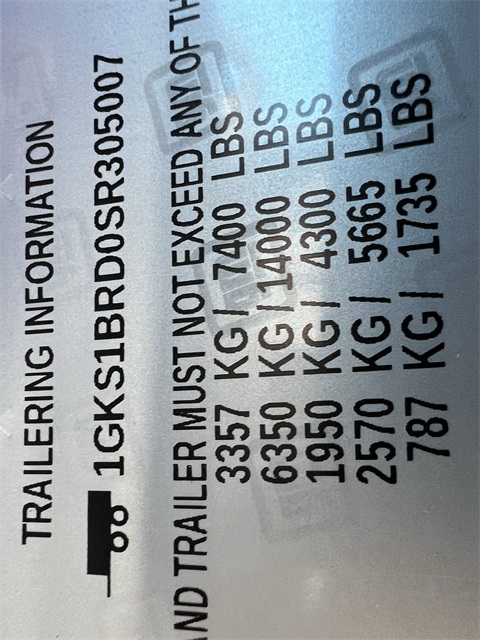 TRAILERING INFORMATION
1GKS1BRD0SR305007
AND TRAILER MUST NOT EXCEED ANY OF TH
3357 KG / 7400 LBS
6350 KG / 14000 LBS
1950 KG / 4300 LBS
2570 KG / 5665 LBS
787 KG / 1735 LBS